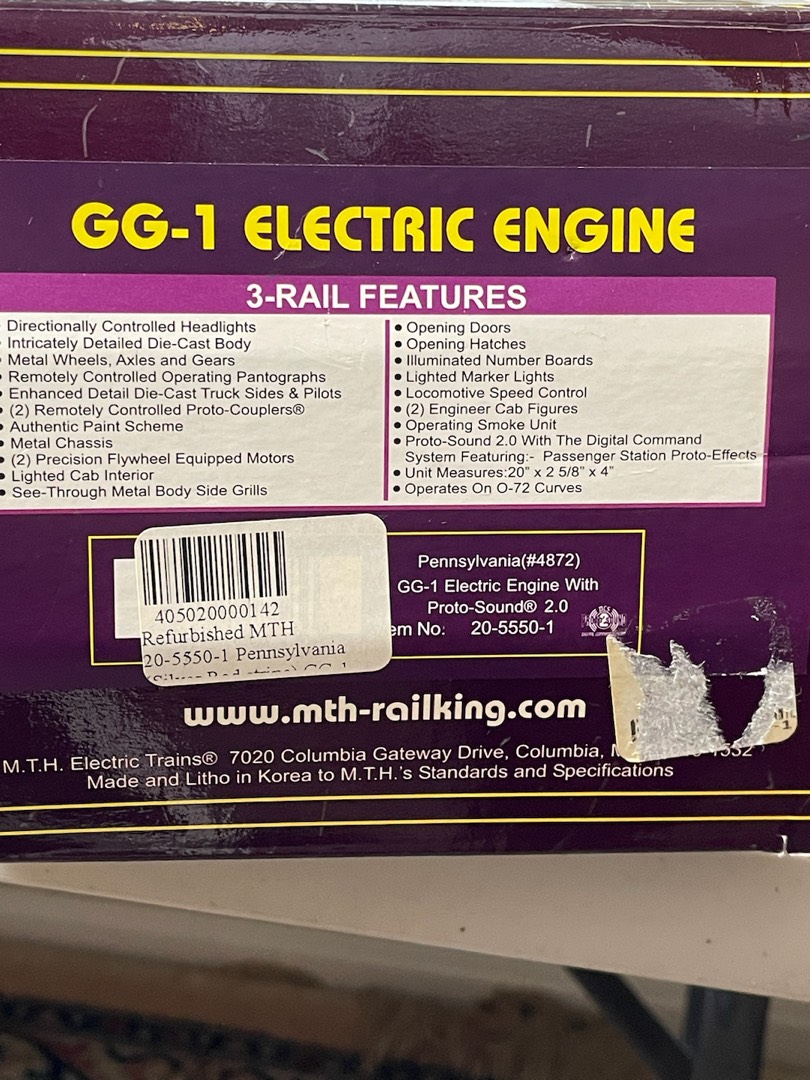 GG-1 ELECTRIC ENGINE
3-RAIL FEATURES
Directionally Controlled Headlights
• Intricately Detailed Die-Cast Body
• Metal Wheels, Axles and Gears
• Remotely Controlled Operating Pantographs
• Enhanced Detail Die-Cast Truck Sides & Pilots
• (2) Remotely Controlled Proto-Couplers®
• Authentic Paint Scheme
• Metal Chassis
• (2) Precision Flywheel Equipped Motors
• Lighted Cab Interior
• See-Through Metal Body Side Grills
• Opening Doors
• Opening Hatches
• Illuminated Number Boards
• Lighted Marker Lights
• Locomotive Speed Control
• (2) Engineer Cab Figures
• Operating Smoke Unit
• Proto-Sound 2.0 With The Digital Command
System Featuring:- Passenger Station Proto-Effects
• Unit Measures:20" x 2 5/8" x 4"
• Operates On O-72 Curves
405020000142
Refurbished MTH
20-5550-1 Pennsylvania
Pennsylvania(#4872)
GG-1 Electric Engine With
Proto-Sound® 2.0
em No: 20-5550-1
www.mth-railking.com
M.T.H. Electric Trains® 7020 Columbia Gateway Drive, Columbia,
Made and Litho in Korea to M.T.H.'s Standards and Specifications